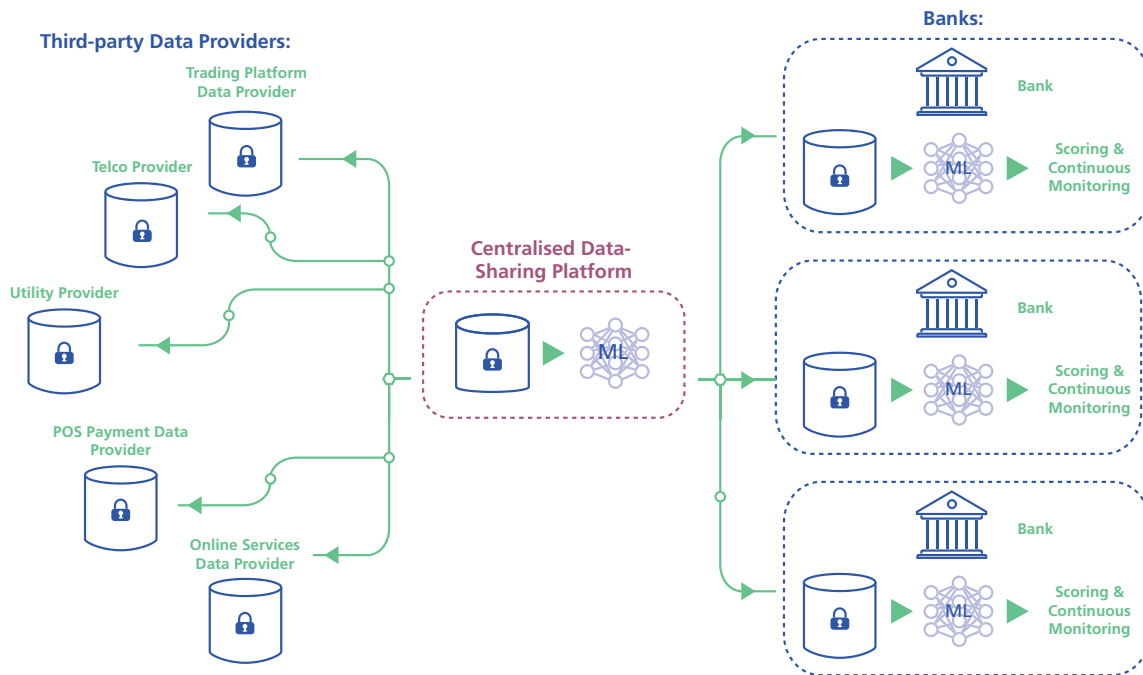 Third-party Data Providers:
Trading Platform
Data Provider
Telco Provider
Utility Provider
POS Payment Data
Provider
Online Services
Data Provider
Centralised Data-
Sharing Platform
ML
Banks:
Bank
ML
Scoring &
Continuous
Monitoring
Bank
ML
Scoring &
Continuous
Monitoring
Bank
ML
Scoring &
Continuous
Monitoring